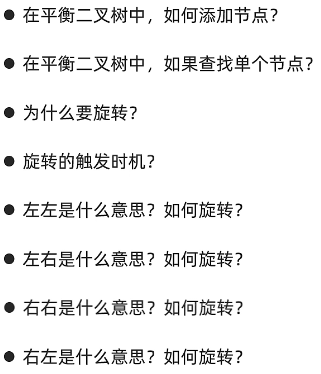 ● 在平衡二叉树中，如何添加节点？
● 在平衡二叉树中，如果查找单个节点？
● 为什么要旋转？
● 旋转的触发时机？
● 左左是什么意思？如何旋转？
● 左右是什么意思？如何旋转？
● 右右是什么意思？如何旋转？
● 右左是什么意思？如何旋转？